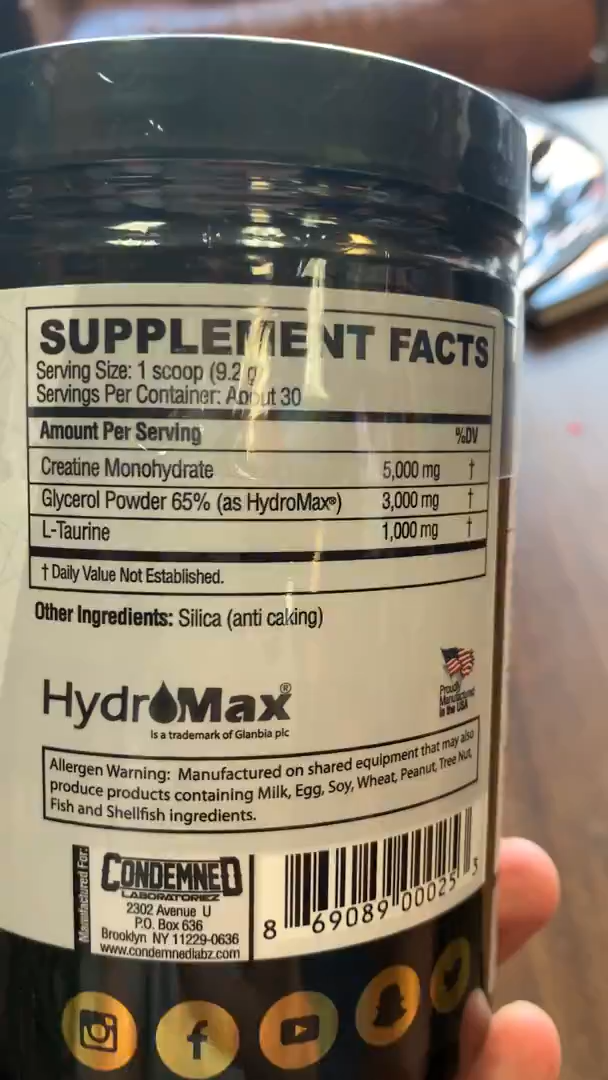 SUPPLEMENT FACTS
Serving Size: 1 scoop (9.2 g
Servings Per Container: About 30
Amount Per Serving %DV
Creatine Monohydrate 5,000 mg †
Glycerol Powder 65% (as HydroMax®) 3,000 mg †
L-Taurine 1,000 mg †
† Daily Value Not Established.
Other Ingredients: Silica (anti caking)
HydroMax®
is a trademark of Glanbia plc
Proudly
Manufactured
in the USA
Allergen Warning: Manufactured on shared equipment that may also
produce products containing Milk, Egg, Soy, Wheat, Peanut, Tree Nut,
Fish and Shellfish ingredients.
Manufactured For:
CONDEMNED
LABORATORIEZ
2302 Avenue U
P.O. Box 636
Brooklyn NY 11229-0636
www.condemnedlabz.com
8 69089 00025 3